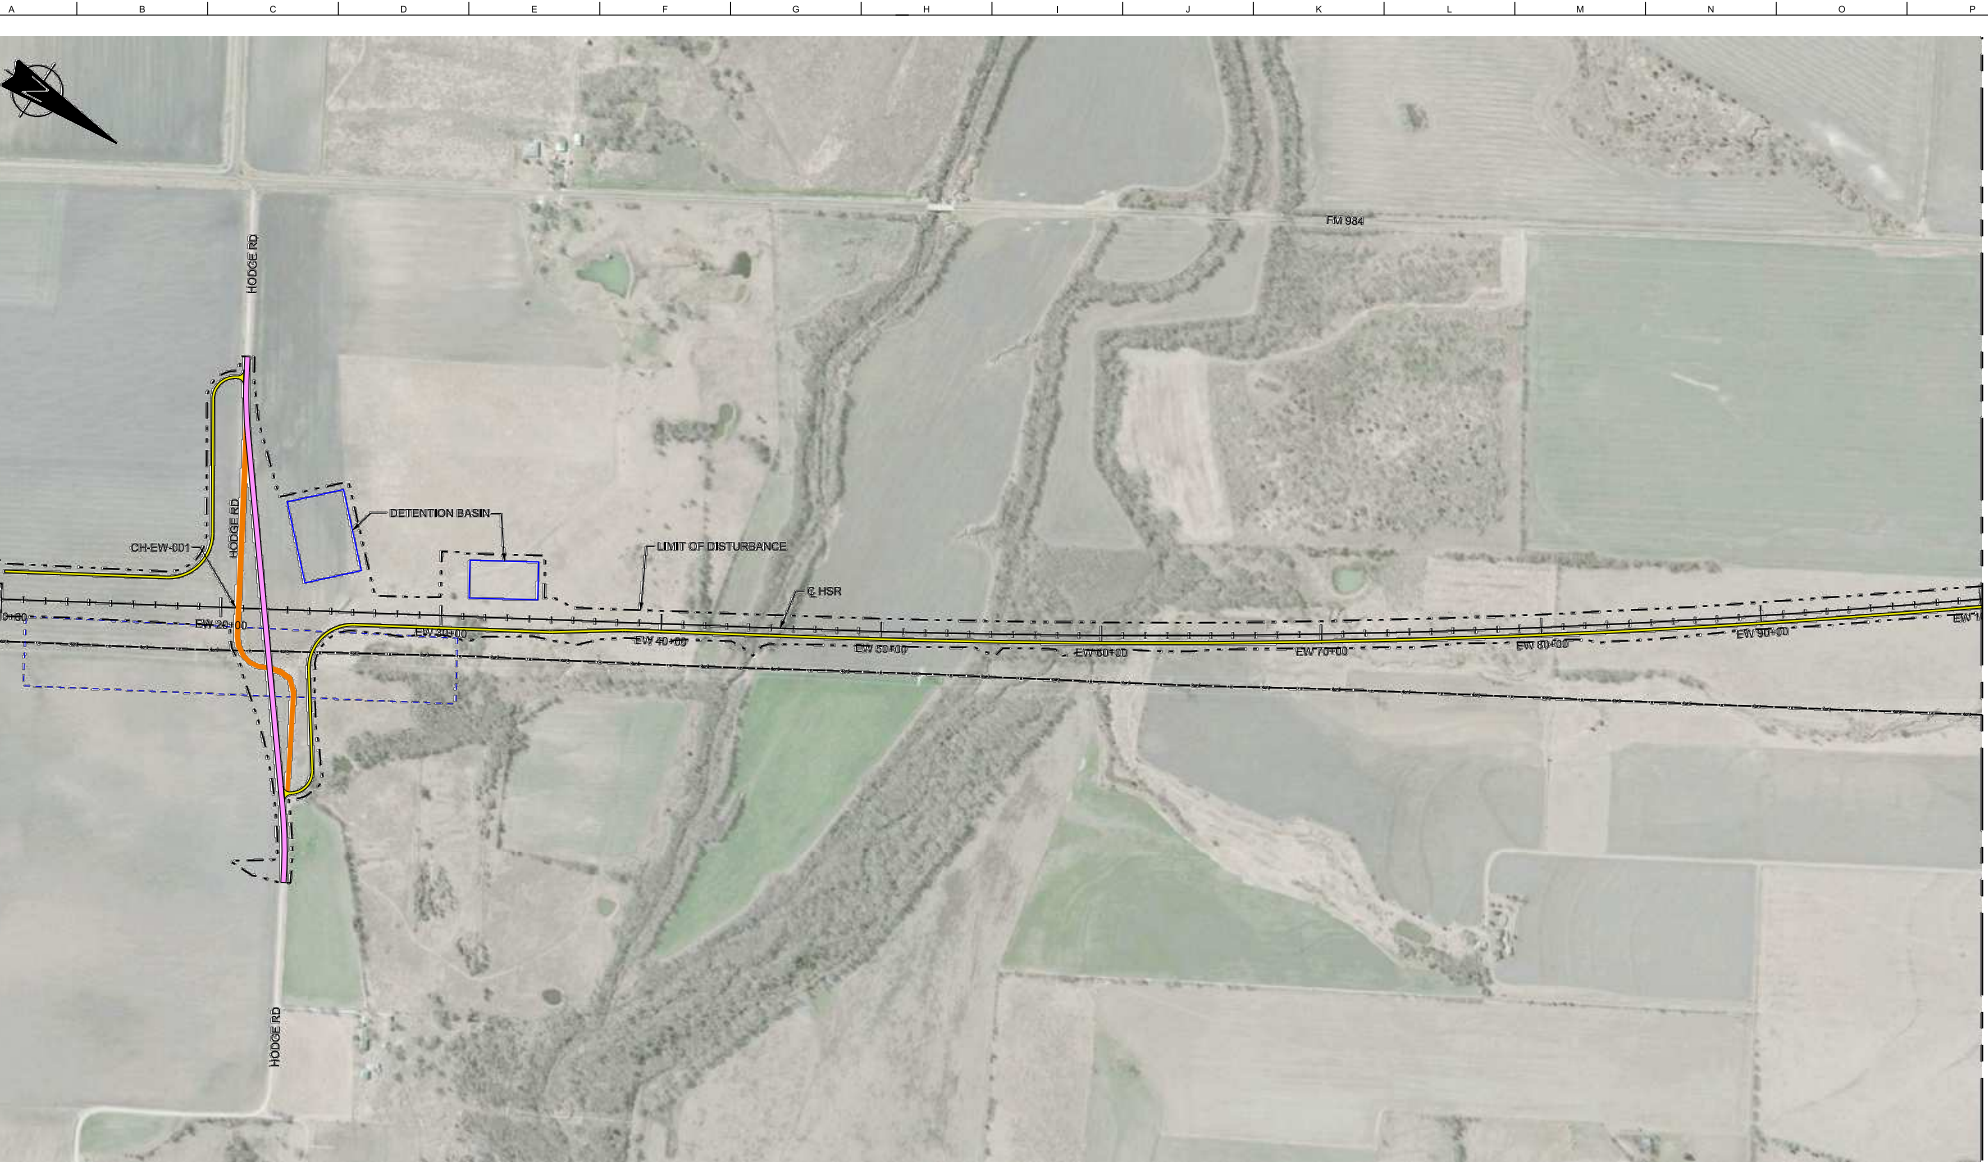 A B C D E F G H I J K L M N O P
N
FM 984
HODGE RD
HODGE RD
DETENTION BASIN
CH-EW-001
LIMIT OF DISTURBANCE
℄ HSR
EW 20+00
EW 30+00
EW 40+00
EW 50+00
EW 60+00
EW 70+00
EW 80+00
EW 90+00
EW 1
HODGE RD